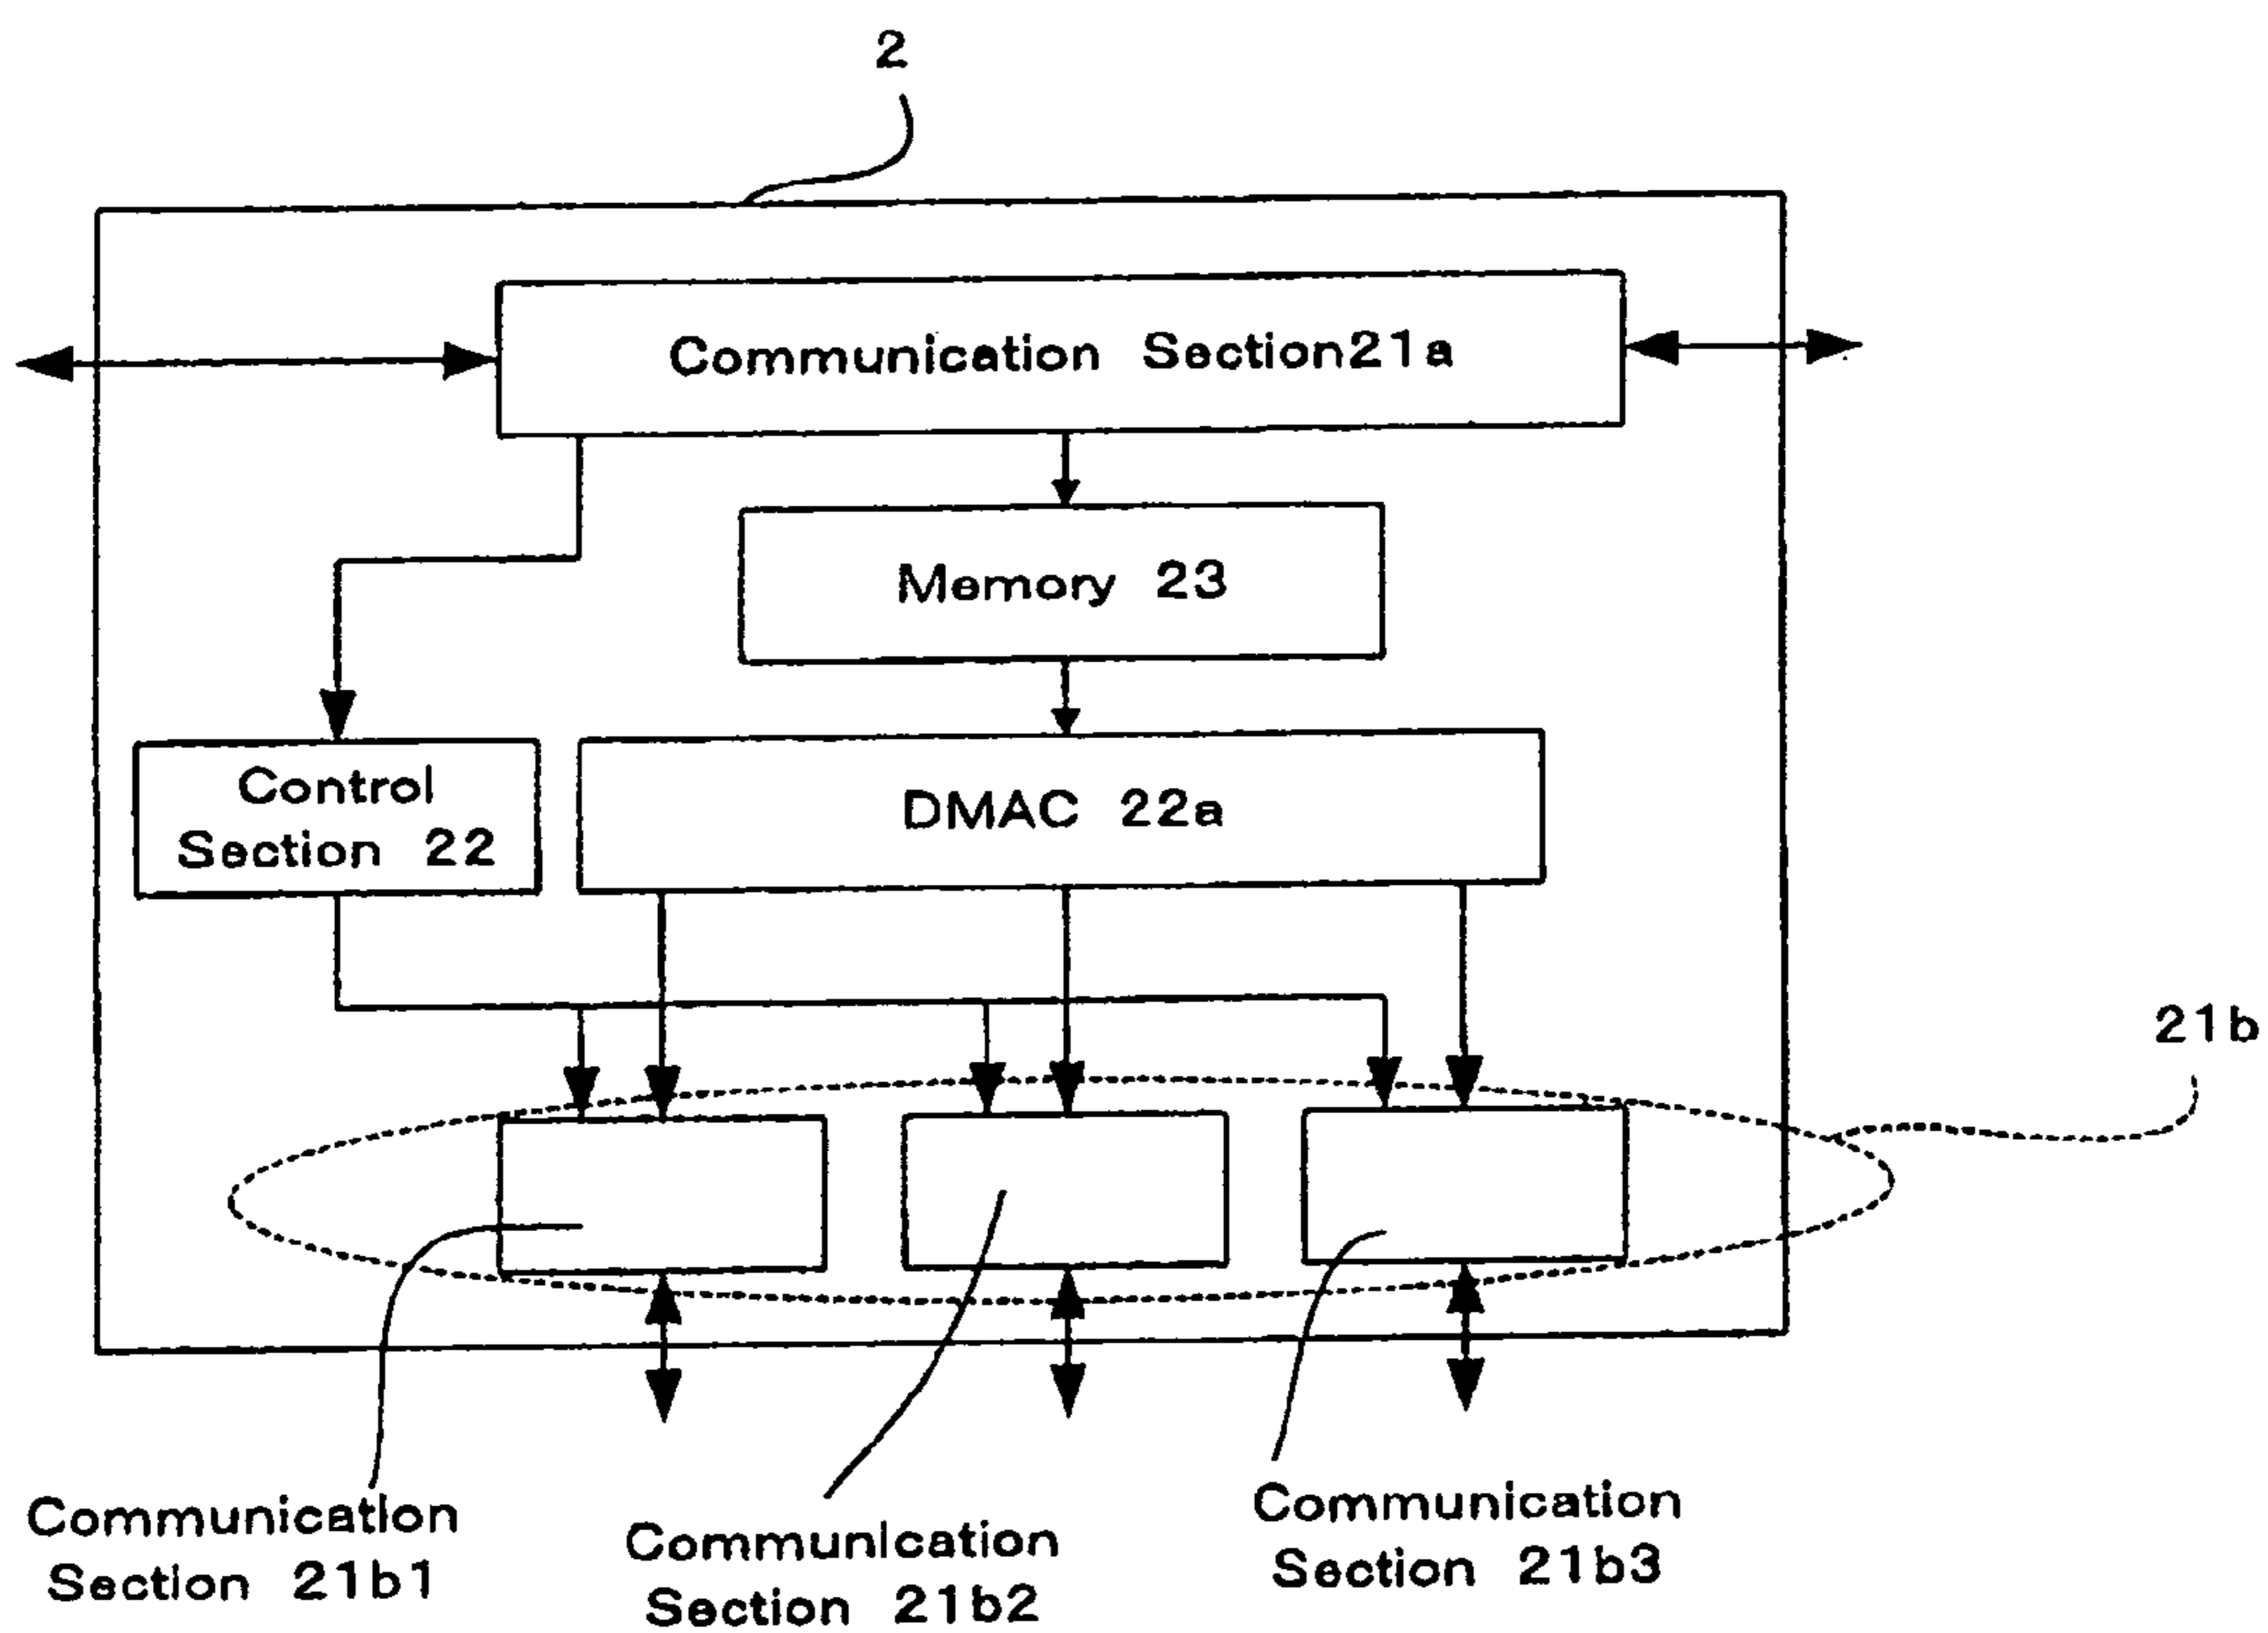 2
Communication Section21a
Memory 23
Control
Section 22
DMAC 22a
21b
Communication
Section 21b1
Communication
Section 21b2
Communication
Section 21b3